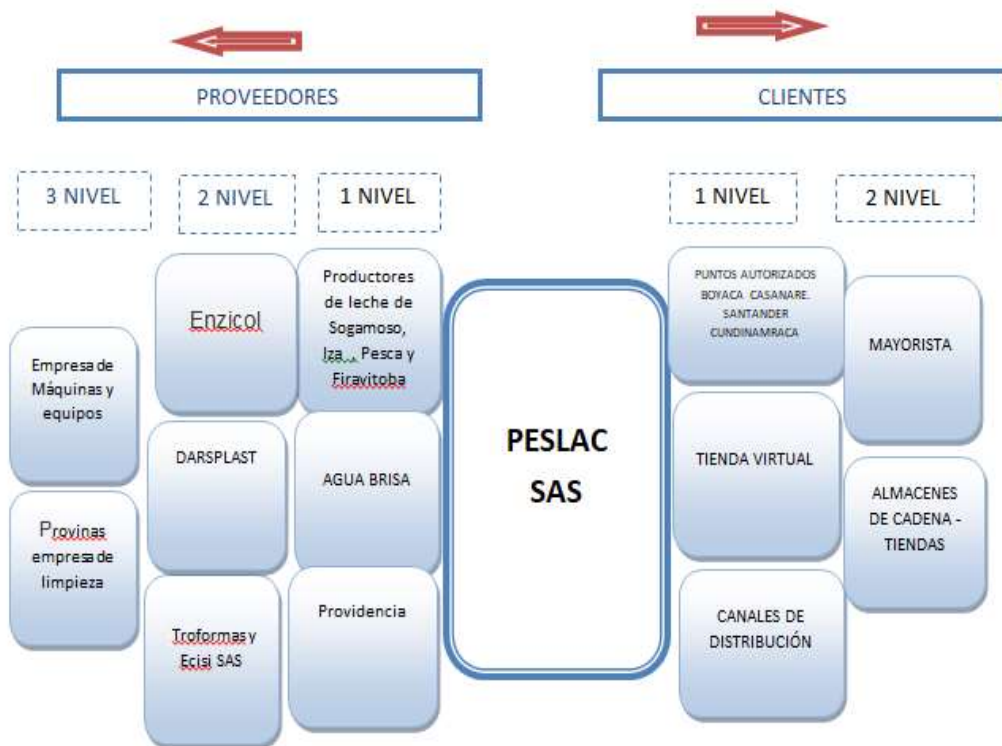 PROVEEDORES
CLIENTES
3 NIVEL
2 NIVEL
1 NIVEL
1 NIVEL
2 NIVEL
Empresa de
Máquinas y
equipos
Provinas
empresa de
limpieza
Enzicol
DARSPLAST
Troformas y
Ecisi SAS
Productores
de leche de
Sogamoso,
Iza , Pesca y
Firavitoba
AGUA BRISA
Providencia
PESLAC
SAS
PUNTOS AUTORIZADOS
BOYACA CASANARE.
SANTANDER
CUNDINAMRACA
TIENDA VIRTUAL
CANALES DE
DISTRIBUCIÓN
MAYORISTA
ALMACENES
DE CADENA -
TIENDAS